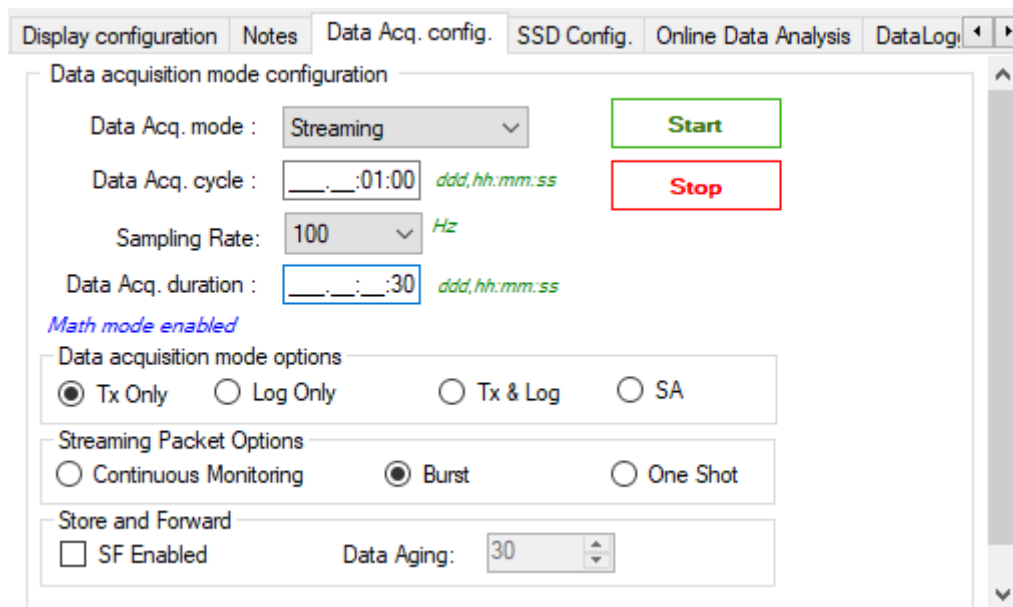 Display configuration Notes Data Acq. config. SSD Config. Online Data Analysis
Data acquisition mode configuration
Data Acq. mode : Streaming Start
Data Acq. cycle : ___.__:01:00 ddd,hh:mm:ss Stop
Sampling Rate: 100 Hz
Data Acq. duration : ___.__:__:30 ddd,hh:mm:ss
Math mode enabled
Data acquisition mode options
Tx Only Log Only Tx & Log SA
Streaming Packet Options
Continuous Monitoring Burst One Shot
Store and Forward
SF Enabled Data Aging: 30